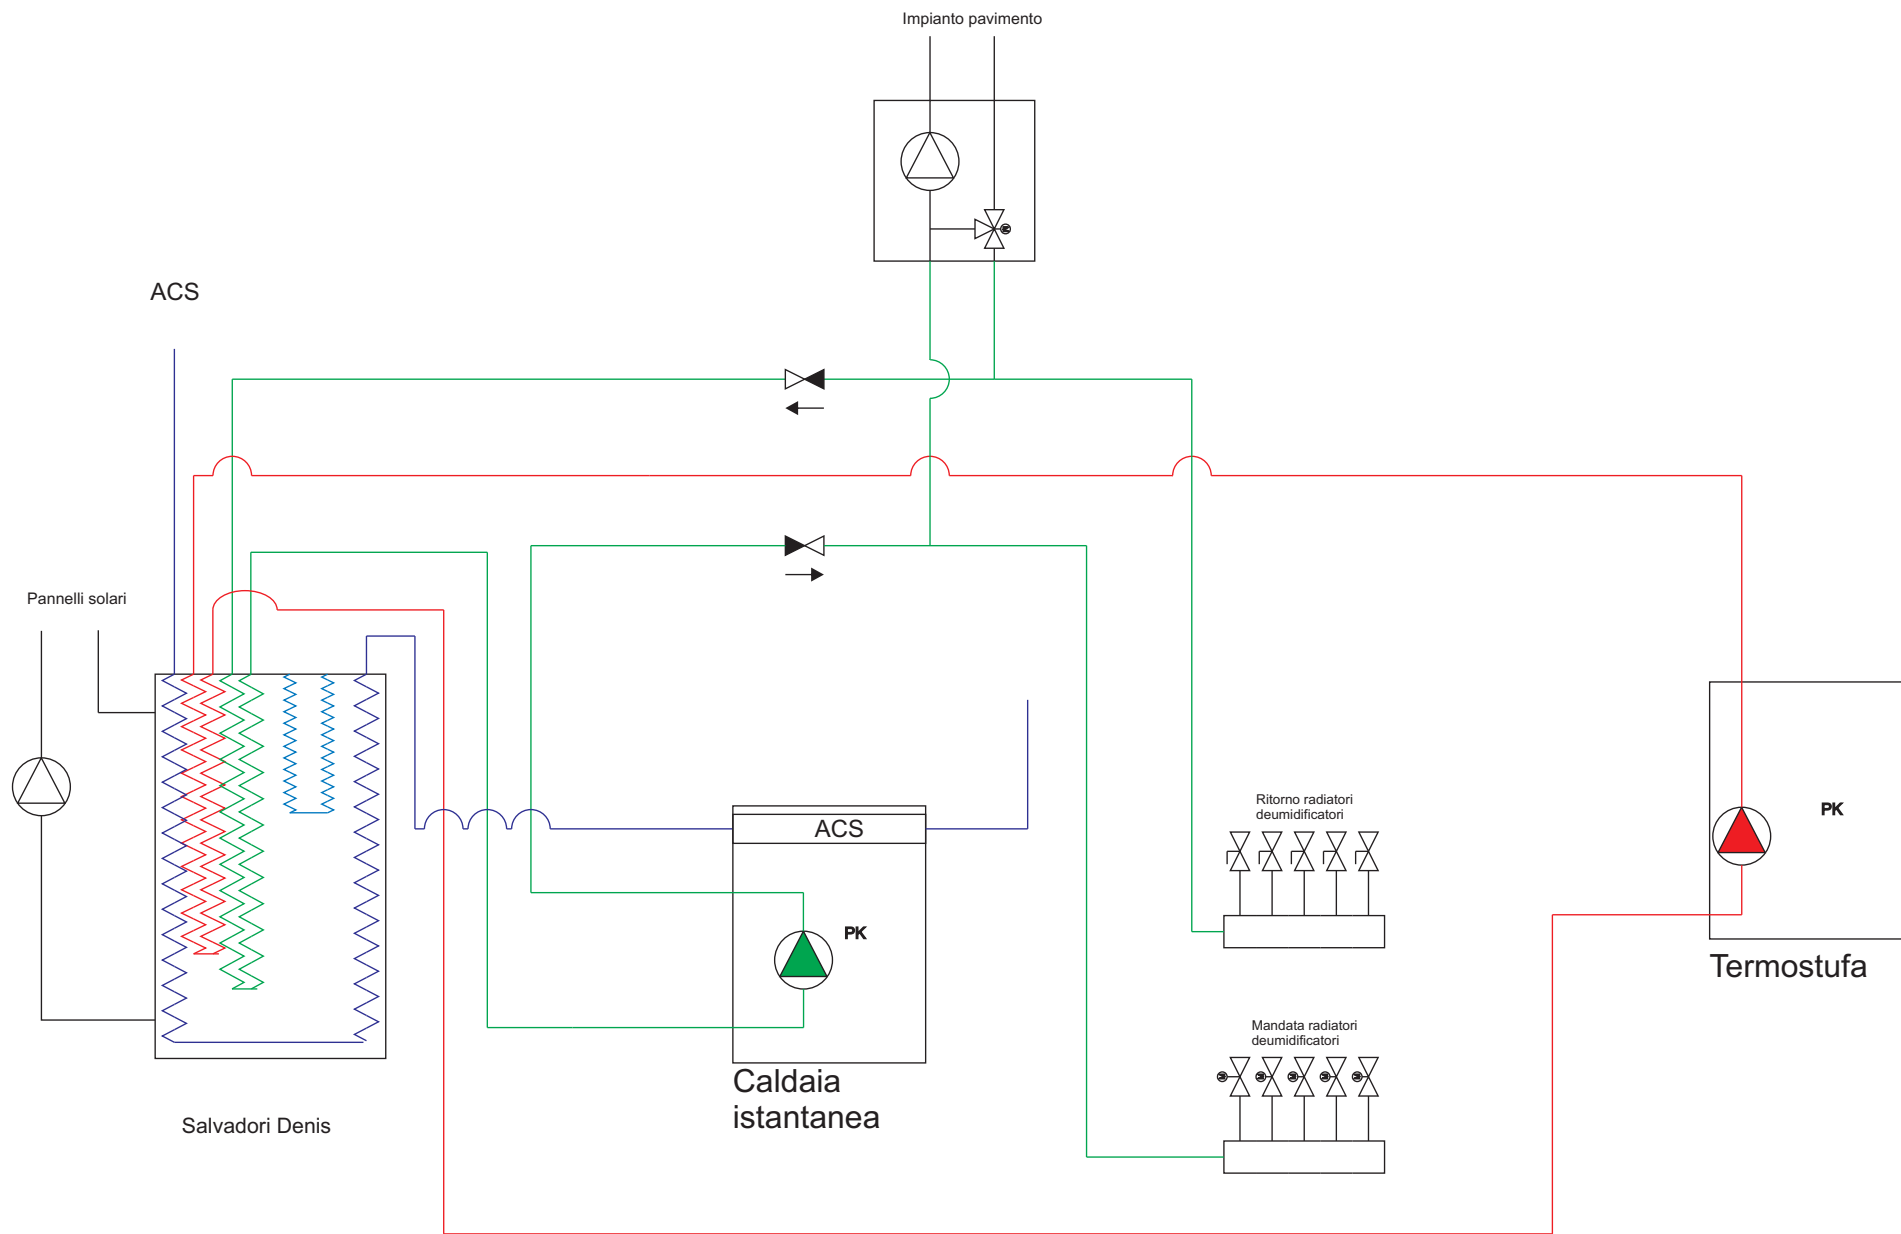 Impianto pavimento
ACS
Pannelli solari
ACS
PK
Caldaia
istantanea
Salvadori Denis
Ritorno radiatori
deumidificatori
Mandata radiatori
deumidificatori
PK
Termostufa
M
M
M
M
M
M